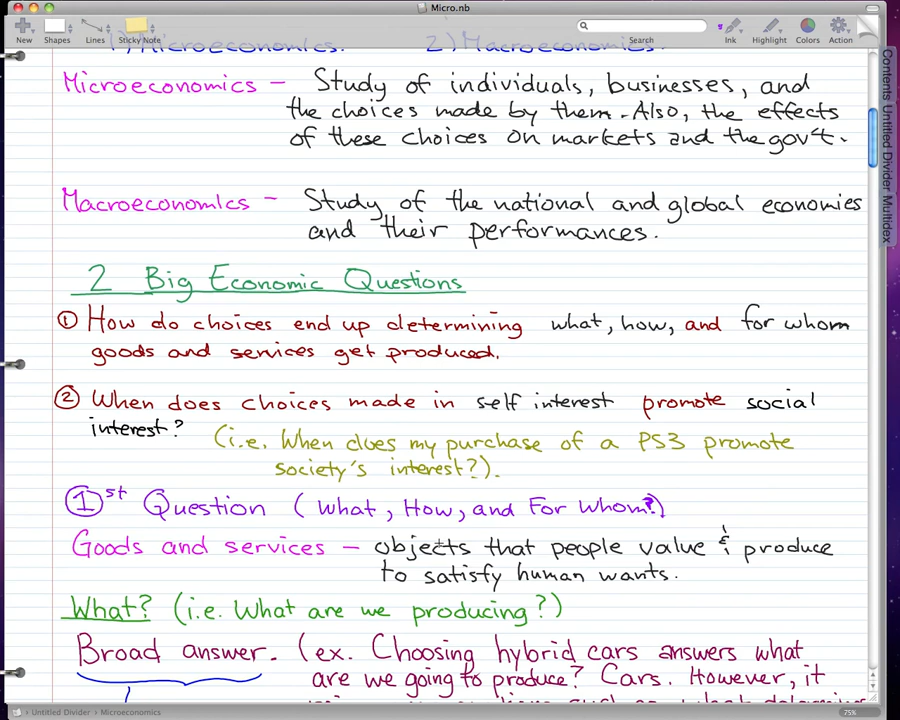 Micro.nb
New Shapes Lines Sticky Note Search Ink Highlight Colors Action
1) Microeconomics. 2) Macroeconomics.
Microeconomics - Study of individuals, businesses, and
the choices made by them. Also, the effects
of these choices on markets and the gov't.
Macroeconomics - Study of the national and global economies
and their performances.
2 Big Economic Questions
① How do choices end up determining what, how, and for whom
goods and services get produced.
② When does choices made in self interest promote social
interest?
(i.e. When does my purchase of a PS3 promote
society's interest?).
①st Question (What, How, and For Whom?)
Goods and services - objects that people value & produce
to satisfy human wants.
What? (i.e. What are we producing?)
Broad answer. (ex. Choosing hybrid cars answers what
are we going to produce? Cars. However, it
Contents Untitled Divider Multidex
Untitled Divider > Microeconomics
75%